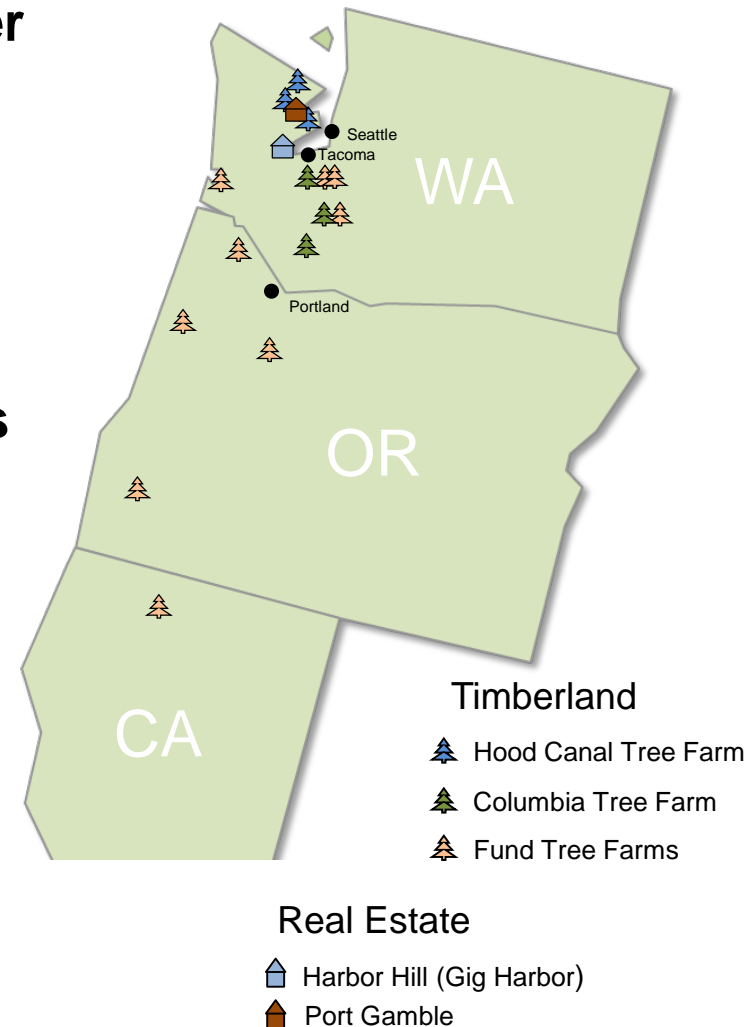 er
Seattle
Tacoma
WA
Portland
s
OR
CA
Timberland
Hood Canal Tree Farm
Columbia Tree Farm
Fund Tree Farms
Real Estate
Harbor Hill (Gig Harbor)
Port Gamble